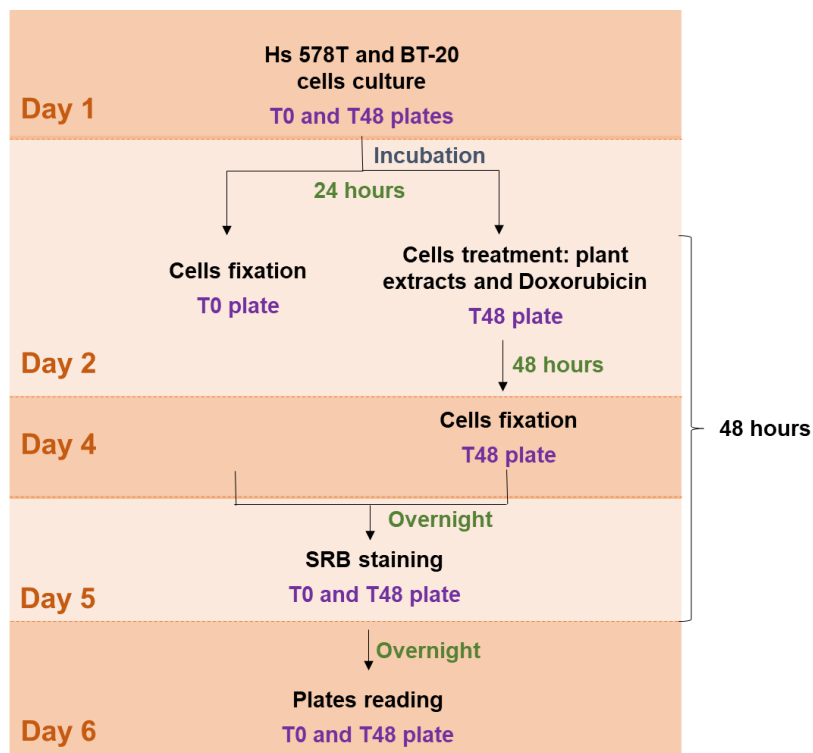 Hs 578T and BT-20
cells culture
Day 1
T0 and T48 plates
Incubation
24 hours
Cells fixation
T0 plate
Cells treatment: plant
extracts and Doxorubicin
T48 plate
Day 2
48 hours
Cells fixation
Day 4
T48 plate
48 hours
Overnight
SRB staining
Day 5
T0 and T48 plate
Overnight
Plates reading
Day 6
T0 and T48 plate